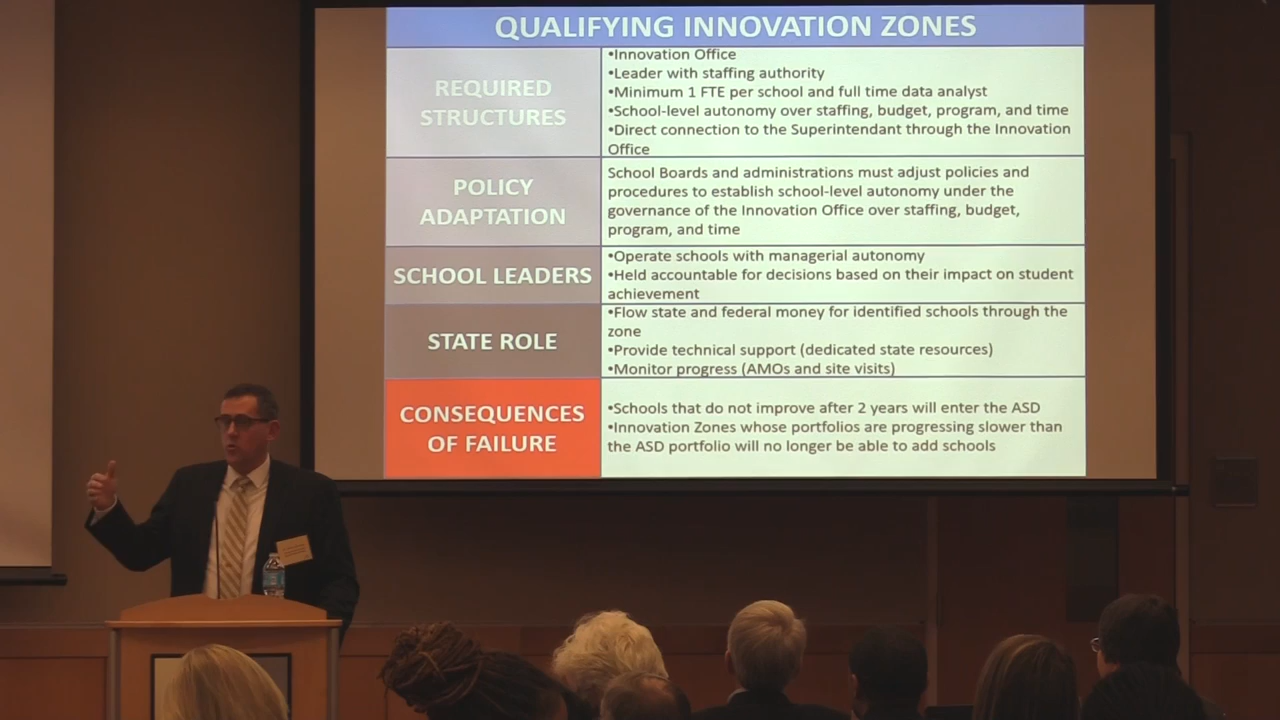 QUALIFYING INNOVATION ZONES
REQUIRED
STRUCTURES
•Innovation Office
•Leader with staffing authority
•Minimum 1 FTE per school and full time data analyst
•School-level autonomy over staffing, budget, program, and time
•Direct connection to the Superintendant through the Innovation
Office
POLICY
ADAPTATION
School Boards and administrations must adjust policies and
procedures to establish school-level autonomy under the
governance of the Innovation Office over staffing, budget,
program, and time
SCHOOL LEADERS
•Operate schools with managerial autonomy
•Held accountable for decisions based on their impact on student
achievement
STATE ROLE
•Flow state and federal money for identified schools through the
zone
•Provide technical support (dedicated state resources)
•Monitor progress (AMOs and site visits)
CONSEQUENCES
OF FAILURE
•Schools that do not improve after 2 years will enter the ASD
•Innovation Zones whose portfolios are progressing slower than
the ASD portfolio will no longer be able to add schools